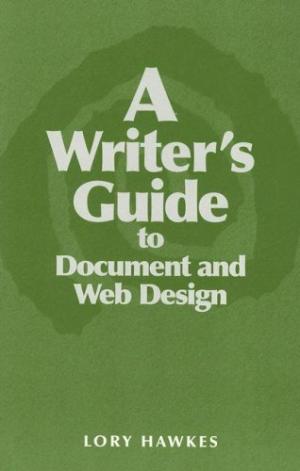 A
Writer's
Guide
to
Document and
Web Design
LORY HAWKES